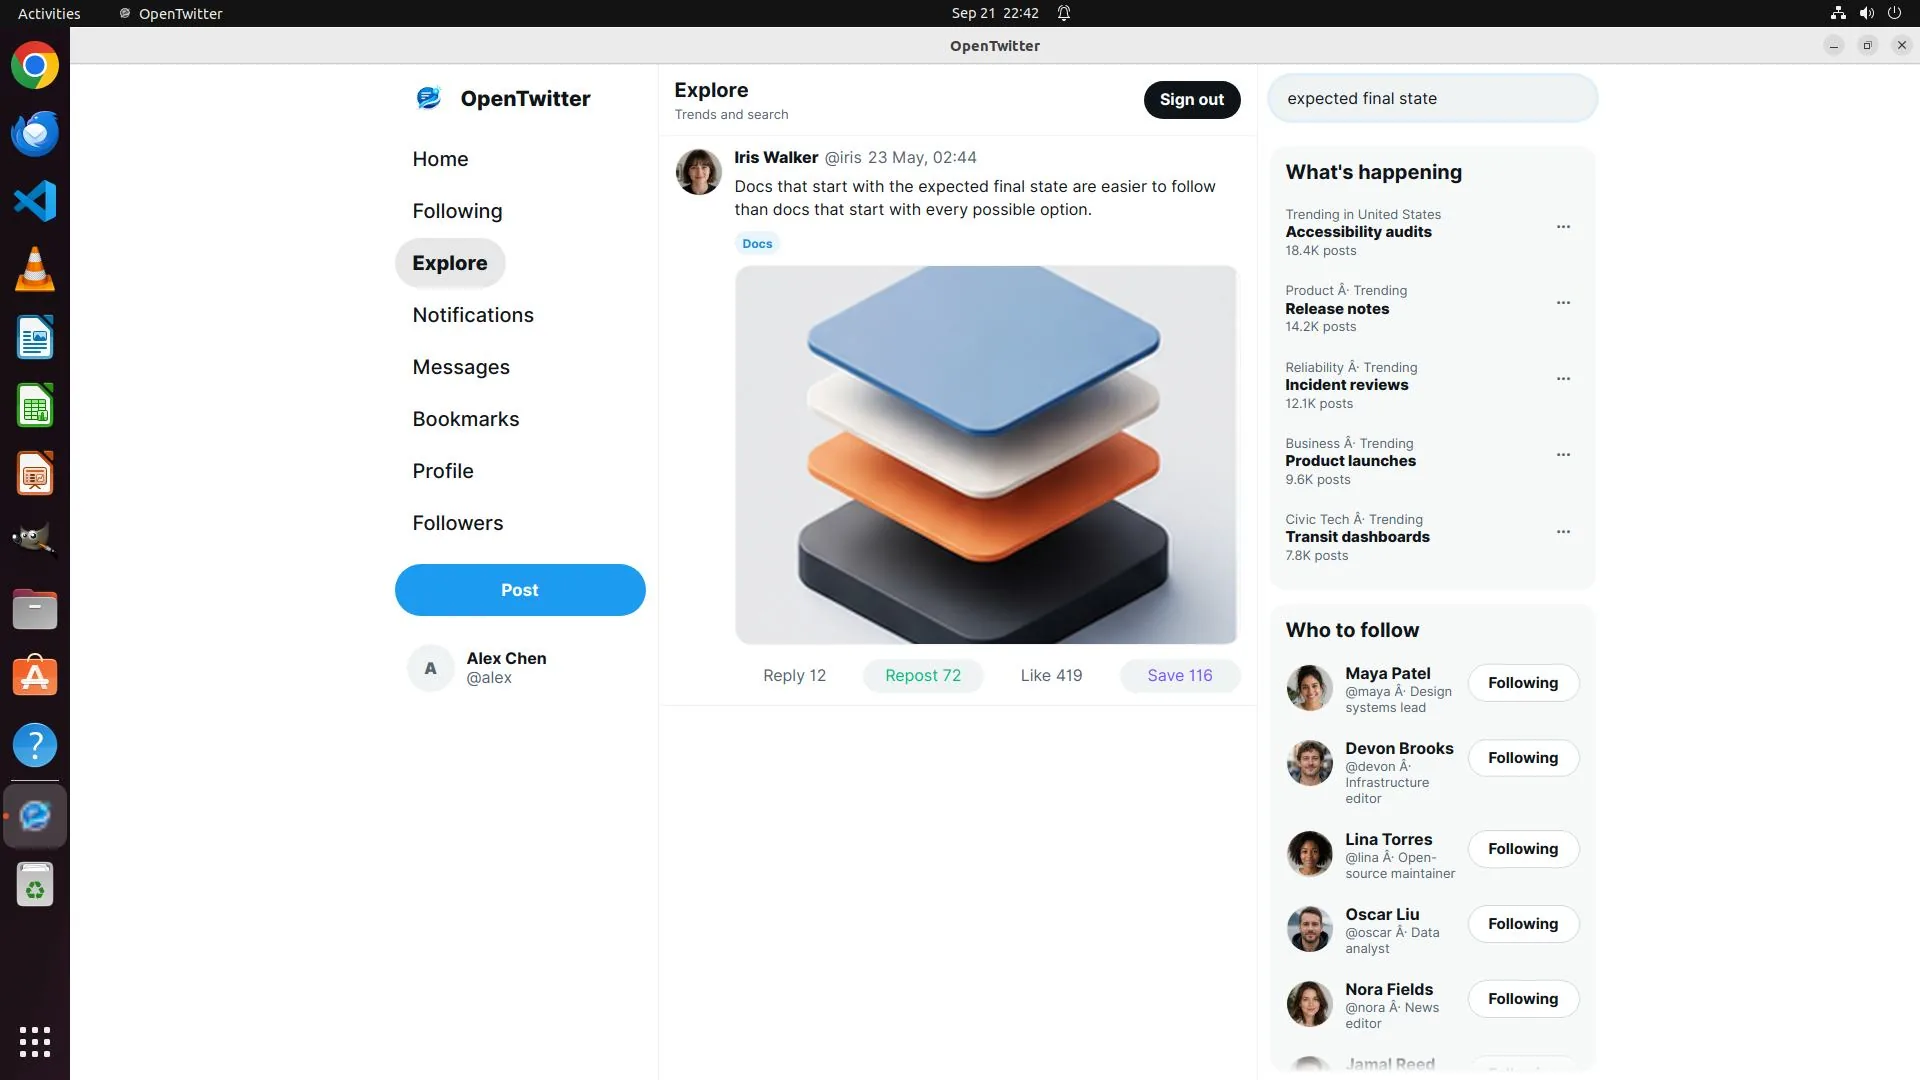 Activities
OpenTwitter
Sep 21 22:42
OpenTwitter
OpenTwitter
Home
Following
Explore
Notifications
Messages
Bookmarks
Profile
Followers
Post
A
Alex Chen
@alex
Explore
Trends and search
Sign out
Iris Walker @iris 23 May, 02:44
Docs that start with the expected final state are easier to follow
than docs that start with every possible option.
Docs
Reply 12
Repost 72
Like 419
Save 116
expected final state
What's happening
Trending in United States
Accessibility audits
18.4K posts
Product Â· Trending
Release notes
14.2K posts
Reliability Â· Trending
Incident reviews
12.1K posts
Business Â· Trending
Product launches
9.6K posts
Civic Tech Â· Trending
Transit dashboards
7.8K posts
Who to follow
Maya Patel
@maya Â· Design
systems lead
Following
Devon Brooks
@devon Â·
Infrastructure
editor
Following
Lina Torres
@lina Â· Open-
source maintainer
Following
Oscar Liu
@oscar Â· Data
analyst
Following
Nora Fields
@nora Â· News
editor
Following
Jamal Reed